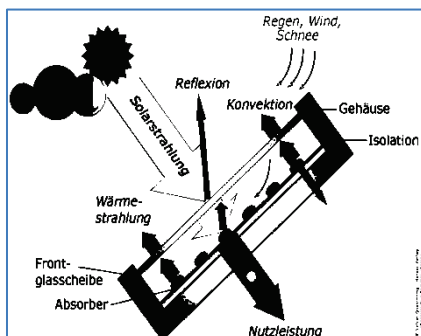 Regen, Wind,
Schnee
Reflexion
Solarstrahlung
Konvektion
Gehäuse
Isolation
Wärme-
strahlung
Front-
glasscheibe
Absorber
Nutzleistung